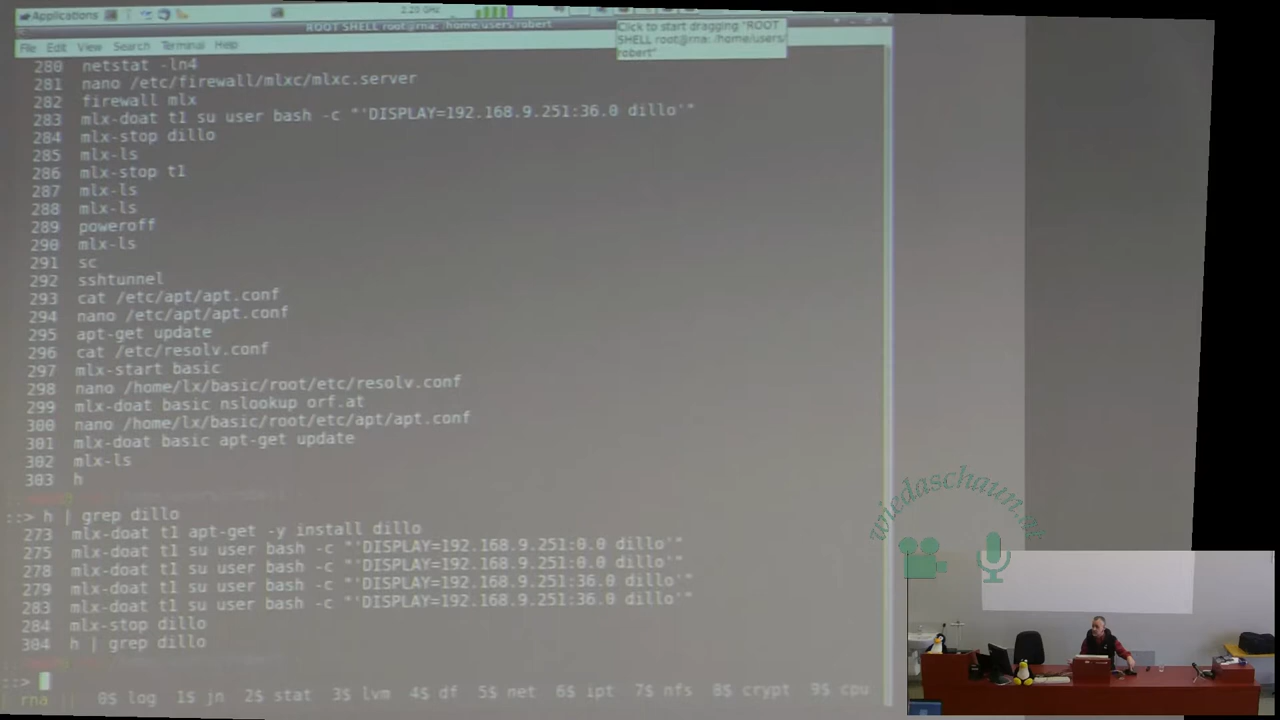 Applications
2.20 GHz
ROOT SHELL root@rna: /home/users/robert
Click to start dragging "ROOT
SHELL root@rna: /home/users/
robert"
File Edit View Search Terminal Help
280 netstat -ln4
281 nano /etc/firewall/mlxc/mlxc.server
282 firewall mlx
283 mlx-doat t1 su user bash -c "'DISPLAY=192.168.9.251:36.0 dillo'"
284 mlx-stop dillo
285 mlx-ls
286 mlx-stop t1
287 mlx-ls
288 mlx-ls
289 poweroff
290 mlx-ls
291 sc
292 sshtunnel
293 cat /etc/apt/apt.conf
294 nano /etc/apt/apt.conf
295 apt-get update
296 cat /etc/resolv.conf
297 mlx-start basic
298 nano /home/lx/basic/root/etc/resolv.conf
299 mlx-doat basic nslookup orf.at
300 nano /home/lx/basic/root/etc/apt/apt.conf
301 mlx-doat basic apt-get update
302 mlx-ls
303 h
::> h | grep dillo
273 mlx-doat t1 apt-get -y install dillo
275 mlx-doat t1 su user bash -c "'DISPLAY=192.168.9.251:0.0 dillo'"
278 mlx-doat t1 su user bash -c "'DISPLAY=192.168.9.251:0.0 dillo'"
279 mlx-doat t1 su user bash -c "'DISPLAY=192.168.9.251:36.0 dillo'"
283 mlx-doat t1 su user bash -c "'DISPLAY=192.168.9.251:36.0 dillo'"
284 mlx-stop dillo
304 h | grep dillo
::>
rna || 0$ log 1$ jn 2$ stat 3$ lvm 4$ df 5$ net 6$ ipt 7$ nfs 8$ crypt 9$ cpu
wiedaschaun.at